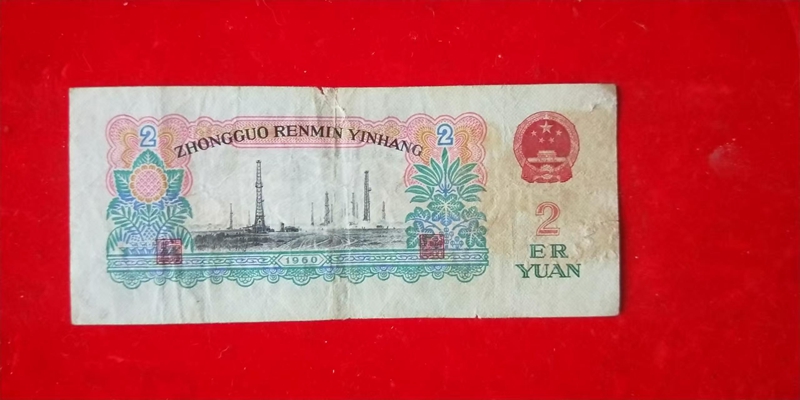 2 2
ZHONGGUO RENMIN YINHANG
2
ER
YUAN
1960